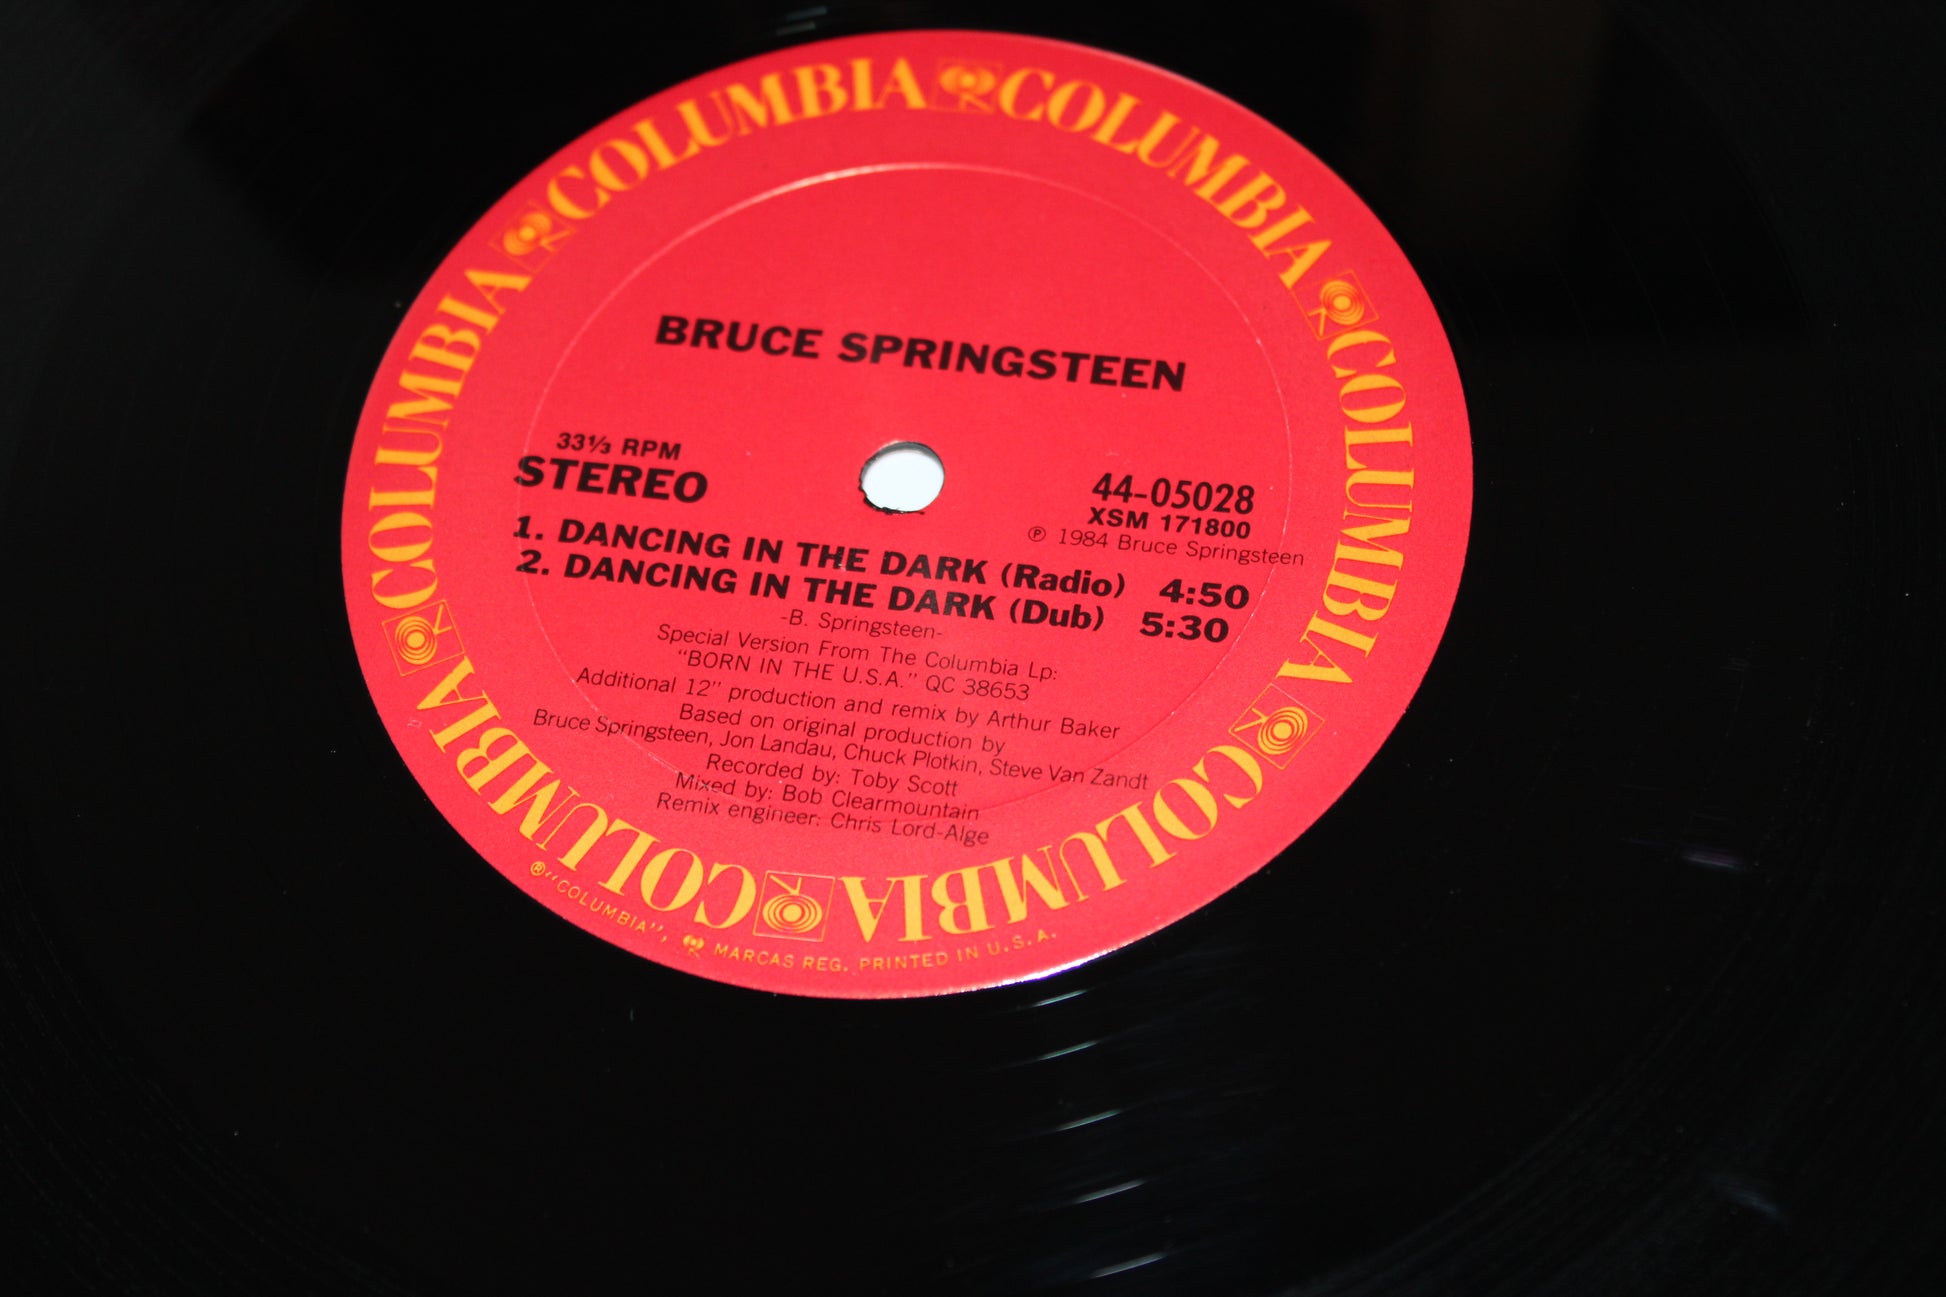 COLUMBIA COLUMBIA COLUMBIA COLUMBIA COLUMBIA COLUMBIA
BRUCE SPRINGSTEEN
33⅓ RPM
STEREO
44-05028
XSM 171800
℗ 1984 Bruce Springsteen
1. DANCING IN THE DARK (Radio) 4:50
2. DANCING IN THE DARK (Dub) 5:30
-B. Springsteen-
Special Version From The Columbia Lp:
"BORN IN THE U.S.A." QC 38653
Additional 12" production and remix by Arthur Baker
Based on original production by
Bruce Springsteen, Jon Landau, Chuck Plotkin, Steve Van Zandt
Recorded by: Toby Scott
Mixed by: Bob Clearmountain
Remix engineer: Chris Lord-Alge
®"COLUMBIA", MARCAS REG. PRINTED IN U.S.A.